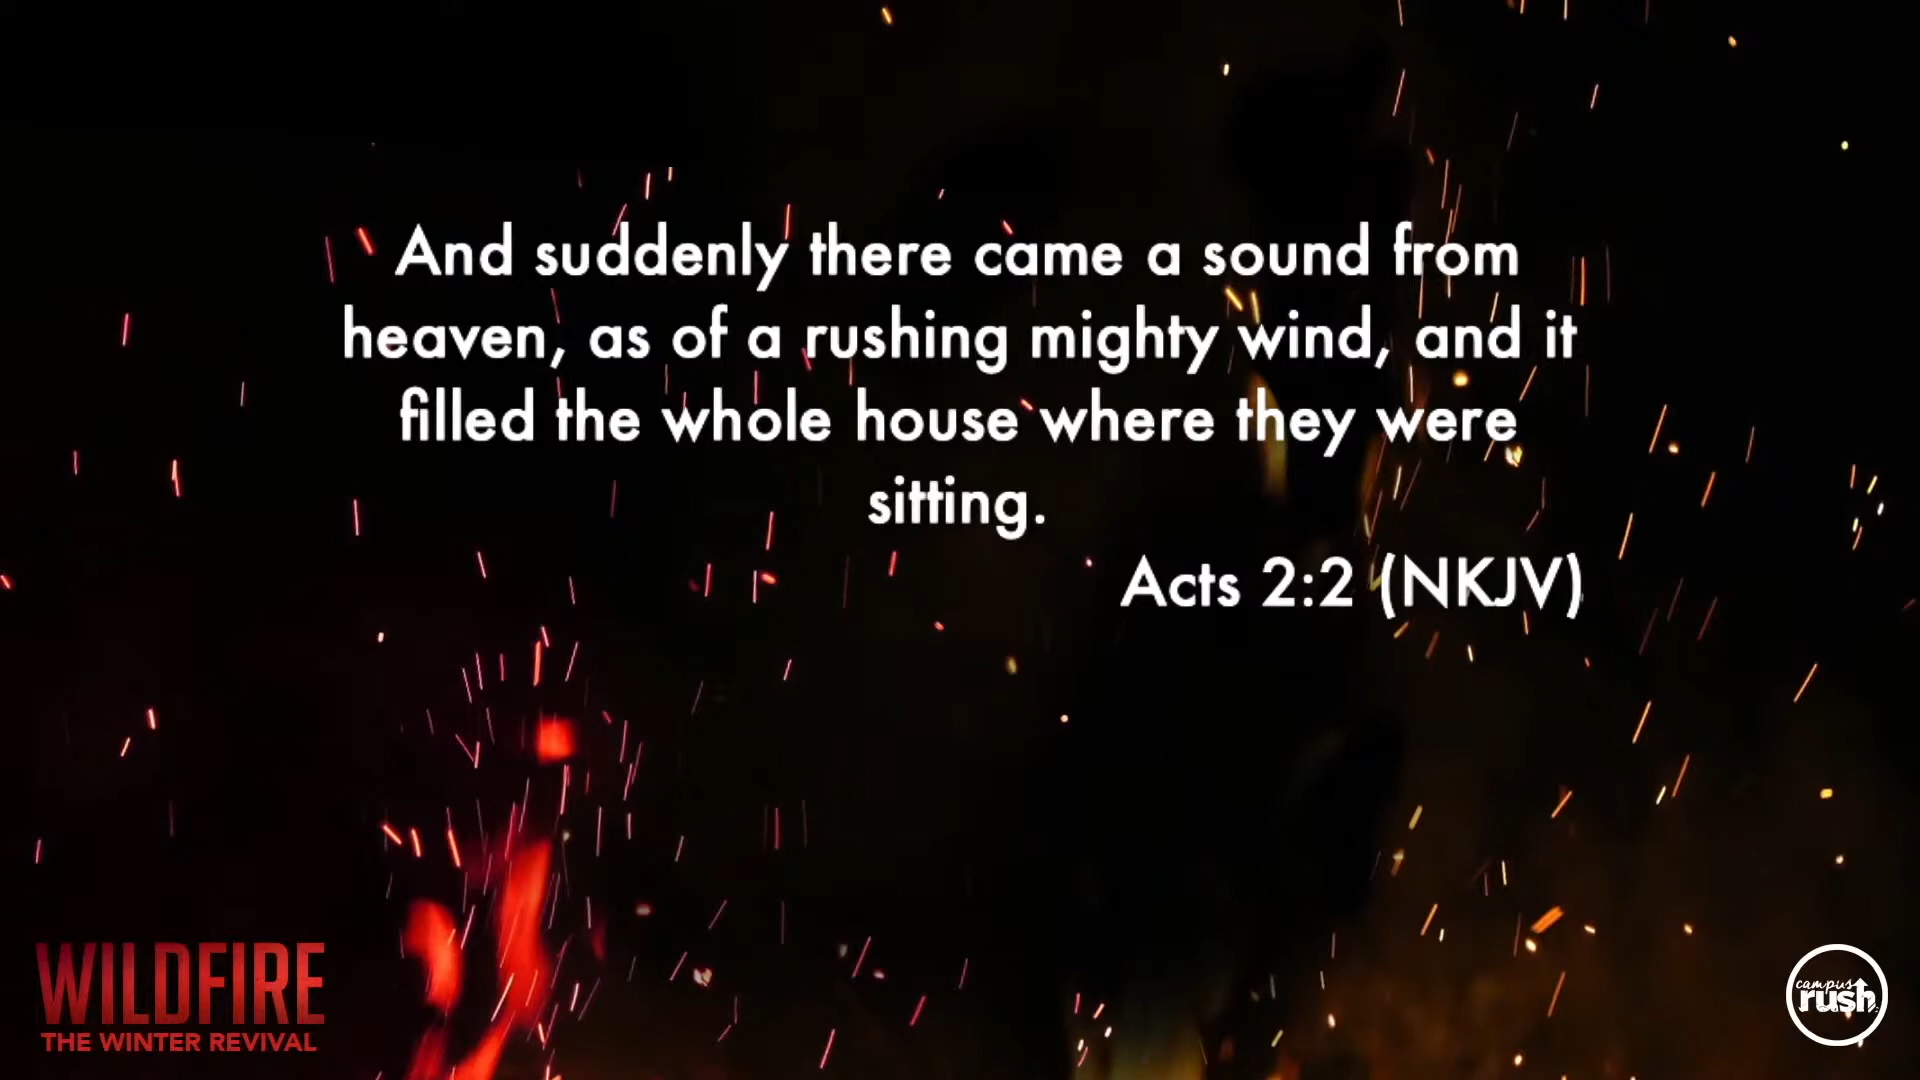 And suddenly there came a sound from
heaven, as of a rushing mighty wind, and it
filled the whole house where they were
sitting.
Acts 2:2 (NKJV)
WILDFIRE
THE WINTER REVIVAL
campus
rush